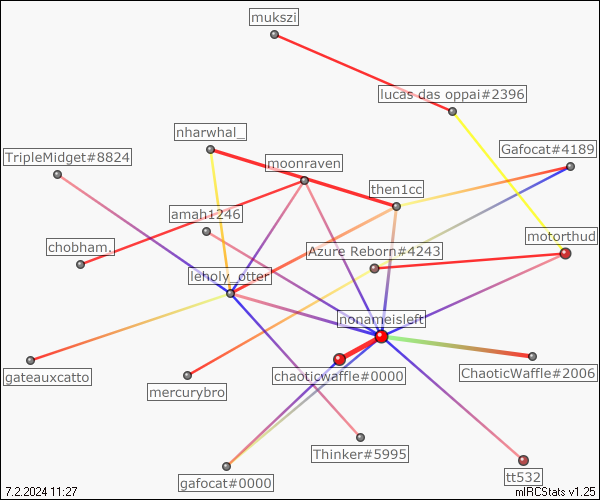 mukszi
lucas das oppai#2396
nharwhal_
Gafocat#4189
TripleMidget#8824
moonraven
then1cc
amah1246
motorthud
chobham.
Azure Reborn#4243
leholy_otter
nonameisleft
chaoticwaffle#0000
ChaoticWaffle#2006
gateauxcatto
mercurybro
Thinker#5995
gafocat#0000
tt532
7.2.2024 11:27
mIRCStats v1.25